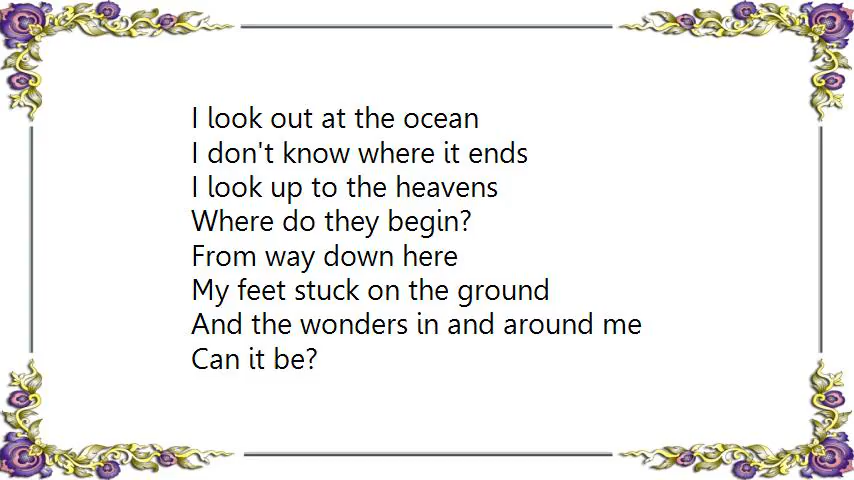 I look out at the ocean
I don't know where it ends
I look up to the heavens
Where do they begin?
From way down here
My feet stuck on the ground
And the wonders in and around me
Can it be?